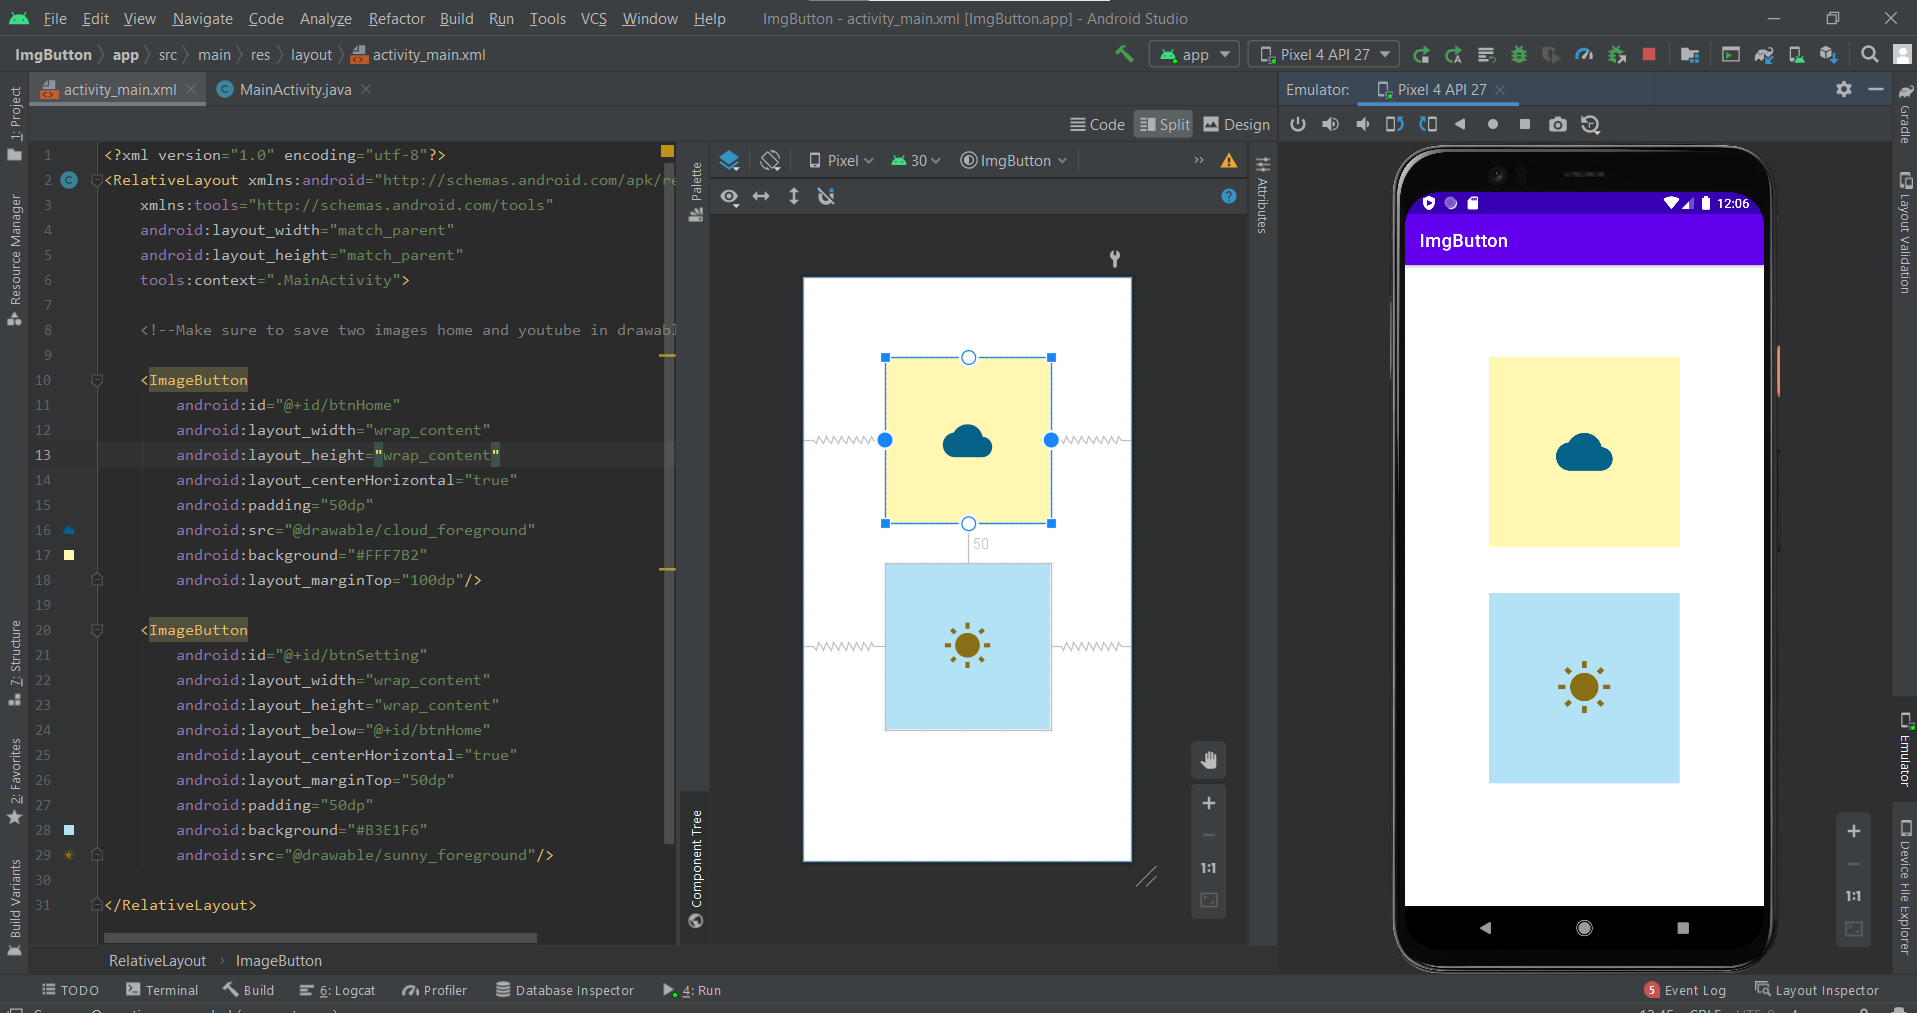 File Edit View Navigate Code Analyze Refactor Build Run Tools VCS Window Help ImgButton - activity_main.xml [ImgButton.app] - Android Studio
ImgButton app src main res layout activity_main.xml app Pixel 4 API 27
activity_main.xml MainActivity.java Emulator: Pixel 4 API 27
Code Split Design
Pixel 30 ImgButton
1: Project
Resource Manager
7: Structure
2: Favorites
Build Variants
1 <?xml version="1.0" encoding="utf-8"?>
2 <RelativeLayout xmlns:android="http://schemas.android.com/apk/re
3 xmlns:tools="http://schemas.android.com/tools"
4 android:layout_width="match_parent"
5 android:layout_height="match_parent"
6 tools:context=".MainActivity">
7
8 <!--Make sure to save two images home and youtube in drawabl
9
10 <ImageButton
11 android:id="@+id/btnHome"
12 android:layout_width="wrap_content"
13 android:layout_height="wrap_content"
14 android:layout_centerHorizontal="true"
15 android:padding="50dp"
16 android:src="@drawable/cloud_foreground"
17 android:background="#FFF7B2"
18 android:layout_marginTop="100dp"/>
19
20 <ImageButton
21 android:id="@+id/btnSetting"
22 android:layout_width="wrap_content"
23 android:layout_height="wrap_content"
24 android:layout_below="@+id/btnHome"
25 android:layout_centerHorizontal="true"
26 android:layout_marginTop="50dp"
27 android:padding="50dp"
28 android:background="#B3E1F6"
29 android:src="@drawable/sunny_foreground"/>
30
31 </RelativeLayout>
Palette
Component Tree
50
1:1
Attributes
12:06
ImgButton
1:1
Gradle
Layout Validation
Emulator
Device File Explorer
RelativeLayout ImageButton
TODO Terminal Build 6: Logcat Profiler Database Inspector 4: Run 5 Event Log Layout Inspector